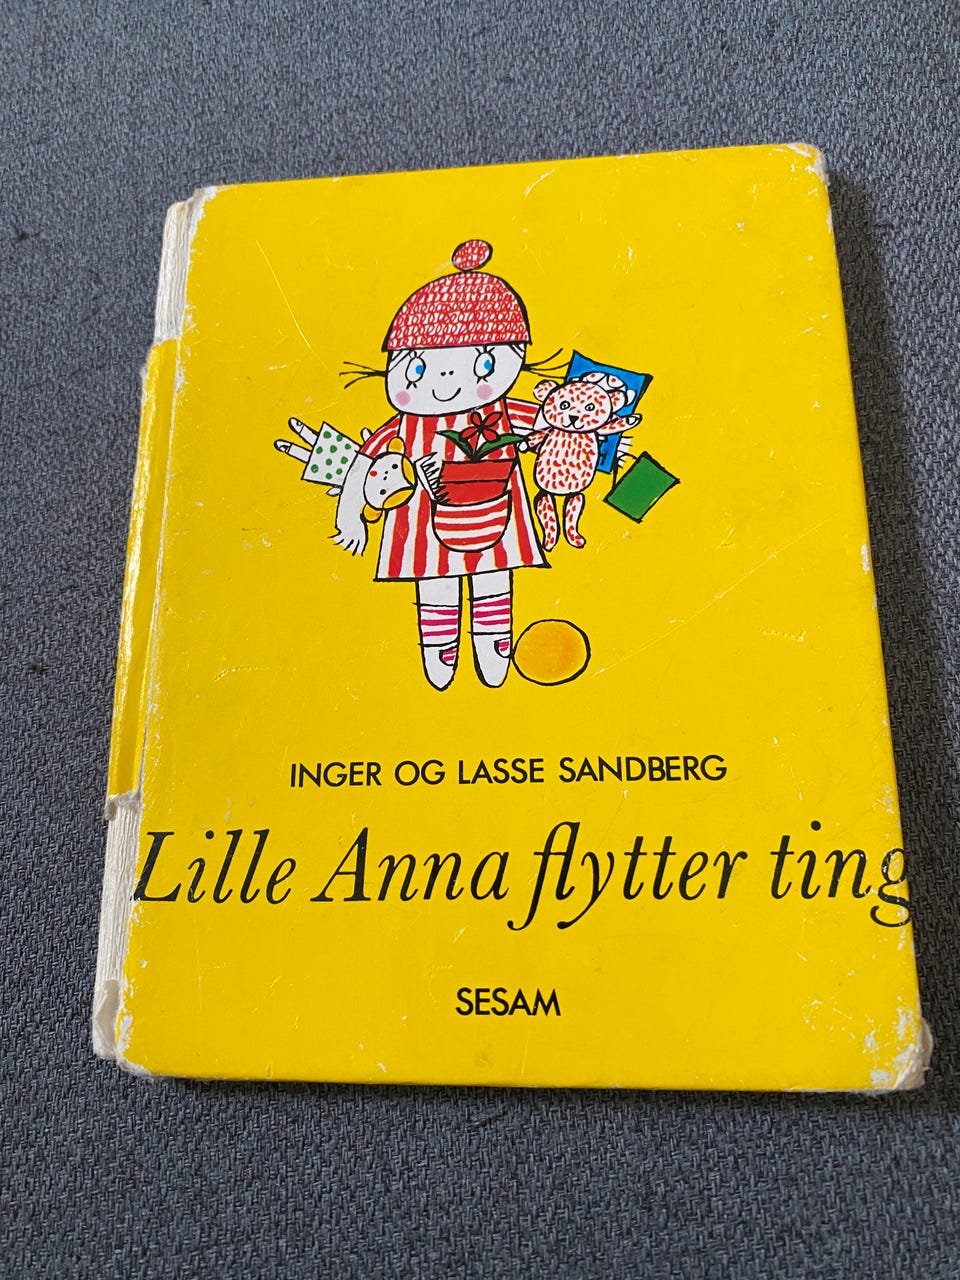 INGER OG LASSE SANDBERG
Lille Anna flytter ting
SESAM